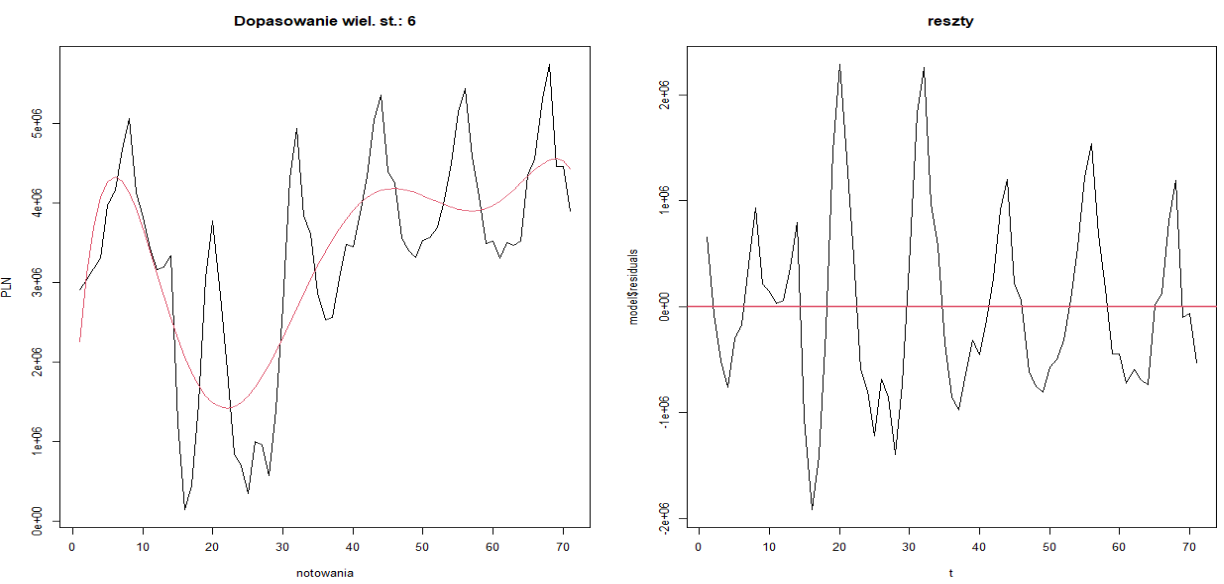 Dopasowanie wiel. st.: 6
PLN
0e+00
1e+06
2e+06
3e+06
4e+06
5e+06
0 10 20 30 40 50 60 70
notowania
reszty
model$residuals
-2e+06
-1e+06
0e+00
1e+06
2e+06
0 10 20 30 40 50 60 70
t